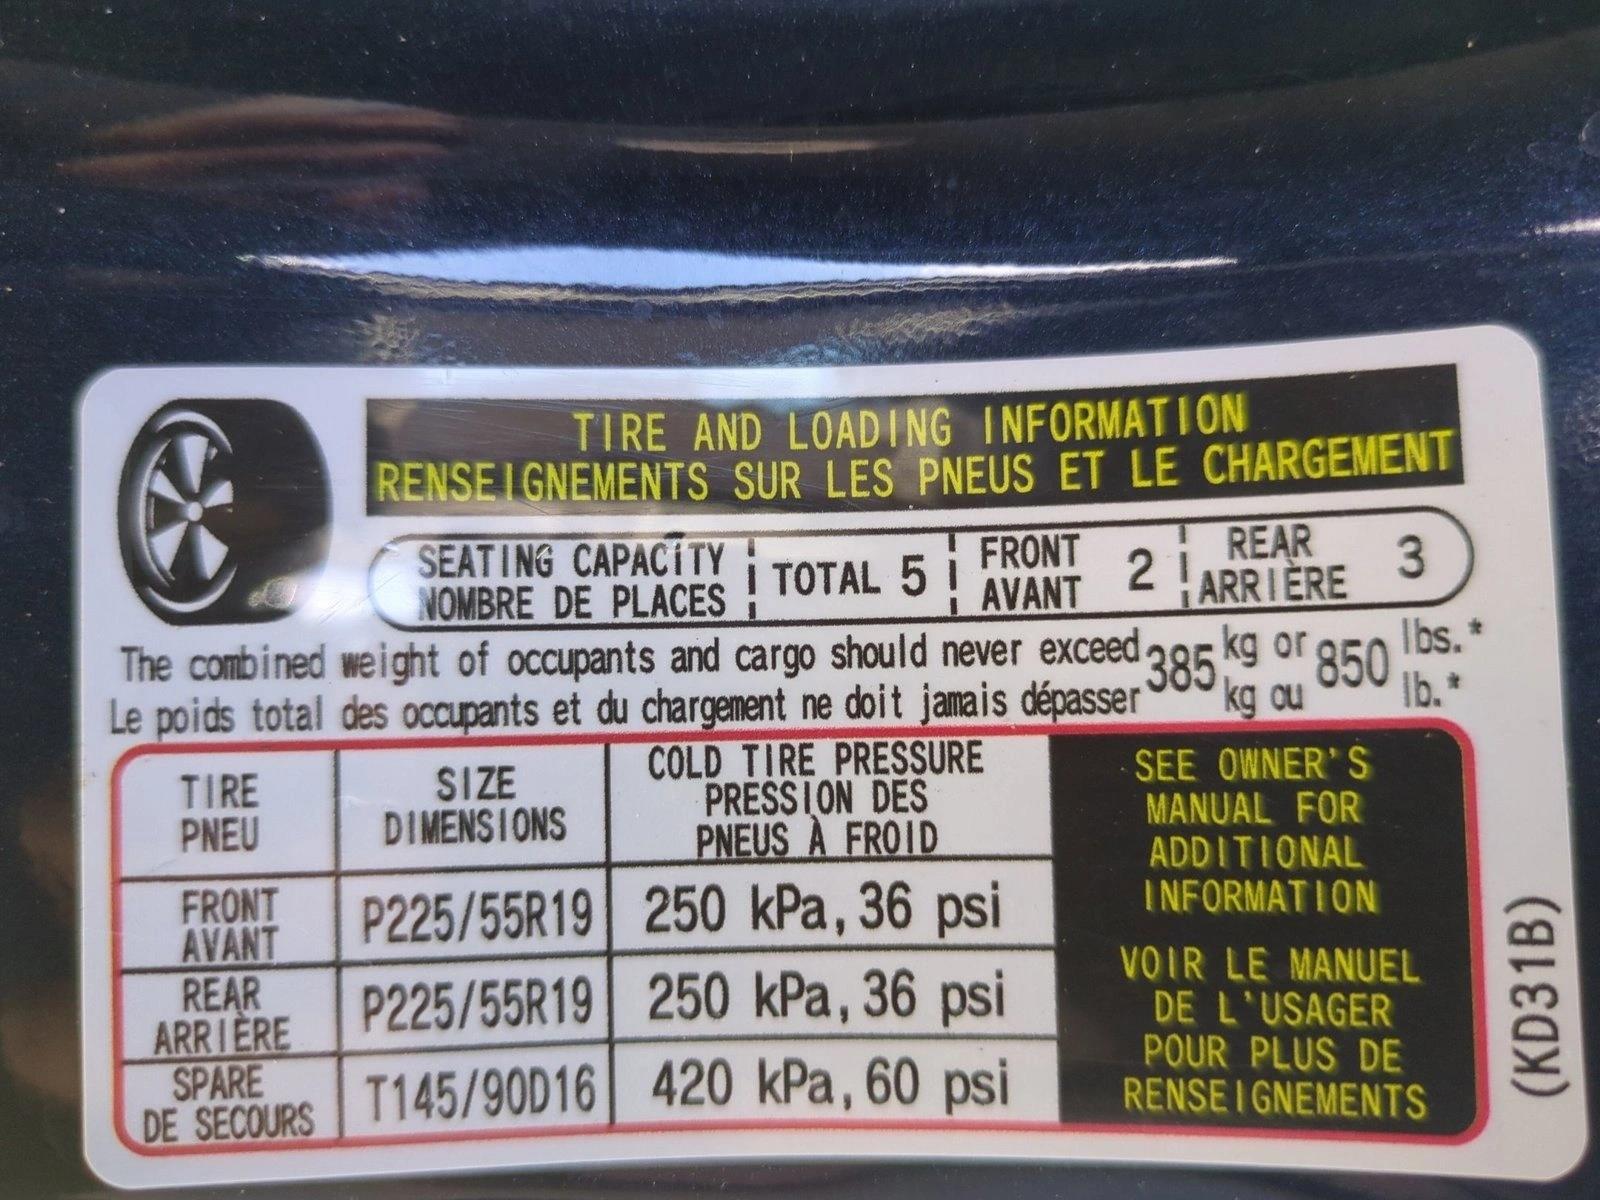 TIRE AND LOADING INFORMATION
RENSEIGNEMENTS SUR LES PNEUS ET LE CHARGEMENT
SEATING CAPACITY
NOMBRE DE PLACES
TOTAL 5
FRONT
AVANT
2
REAR
ARRIÈRE
3
The combined weight of occupants and cargo should never exceed 385 kg or 850 lbs.*
Le poids total des occupants et du chargement ne doit jamais dépasser kg ou lb.*
TIRE
PNEU
SIZE
DIMENSIONS
COLD TIRE PRESSURE
PRESSION DES
PNEUS À FROID
FRONT
AVANT
P225/55R19
250 kPa, 36 psi
REAR
ARRIÈRE
P225/55R19
250 kPa, 36 psi
SPARE
DE SECOURS
T145/90D16
420 kPa, 60 psi
SEE OWNER'S
MANUAL FOR
ADDITIONAL
INFORMATION
VOIR LE MANUEL
DE L'USAGER
POUR PLUS DE
RENSEIGNEMENTS
(KD31B)